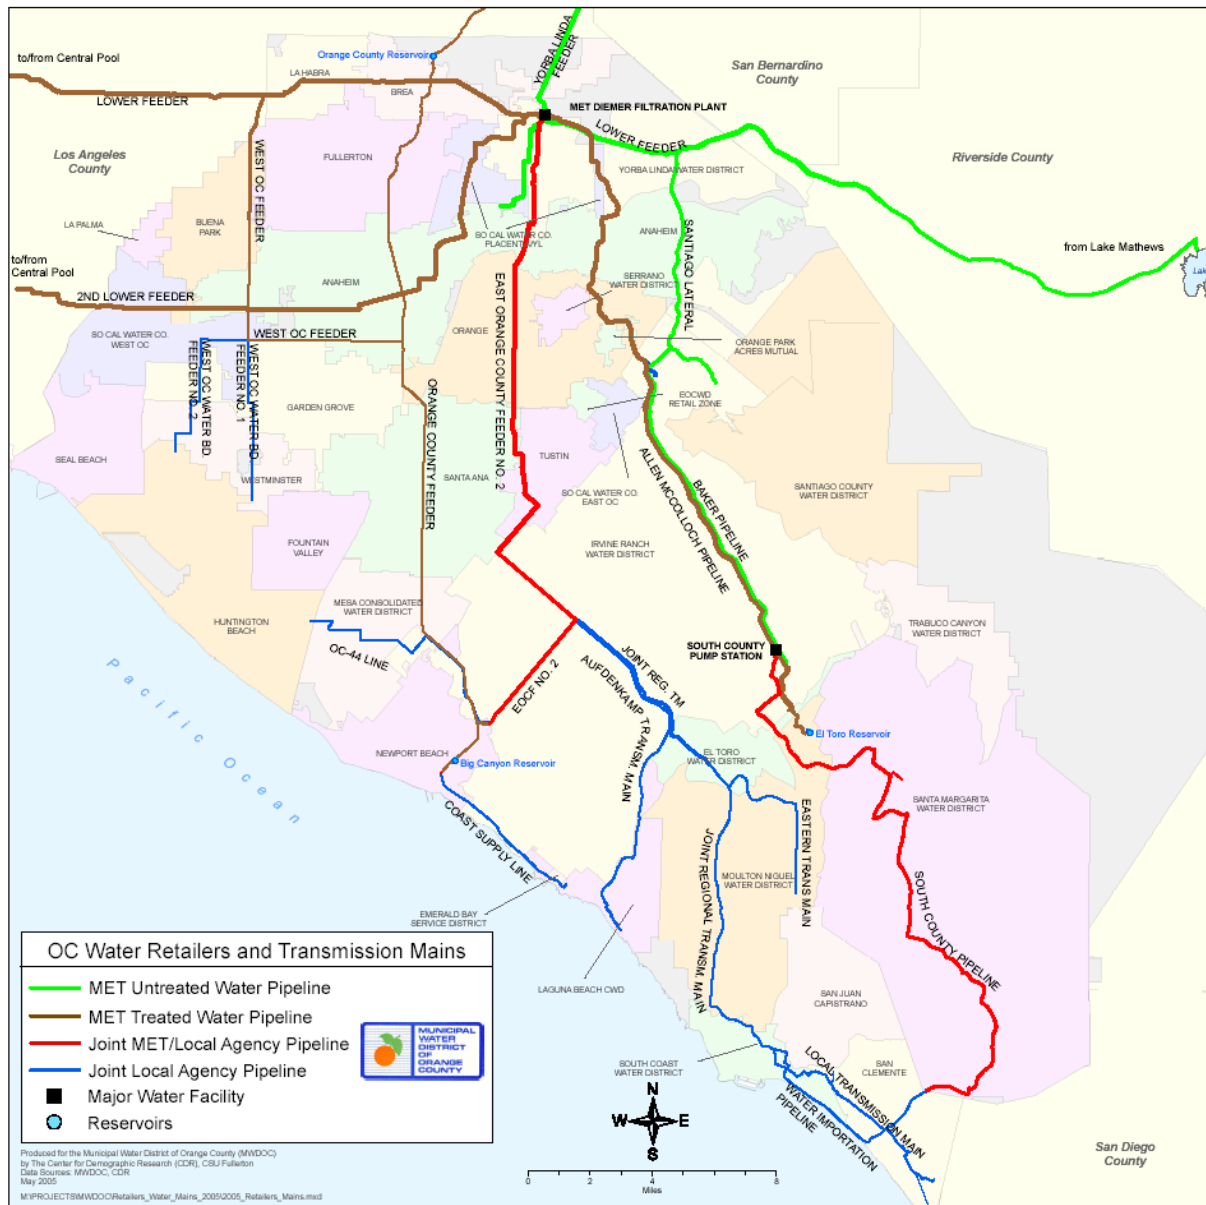 to/from Central Pool
Orange County Reservoir
YORBA LINDA
FEEDER
San Bernardino
County
LA HABRA
BREA
LOWER FEEDER
MET DIEMER FILTRATION PLANT
LOWER FEEDER
Los Angeles
County
FULLERTON
WEST OC FEEDER
YORBA LINDA WATER DISTRICT
Riverside County
LA PALMA
BUENA
PARK
SO CAL WATER CO.
PLACENTIA/YL
ANAHEIM
SANTIAGO LATERAL
from Lake Mathews
to/from
Central Pool
Lake
ANAHEIM
SERRANO
WATER DISTRICT
2ND LOWER FEEDER
EAST ORANGE COUNTY FEEDER NO. 2
SO CAL WATER CO.
WEST OC
WEST OC FEEDER
ORANGE
ORANGE PARK
ACRES MUTUAL
WEST OC WATER BD.
FEEDER NO. 2
WEST OC WATER BD.
FEEDER NO. 1
ORANGE COUNTY FEEDER
EOCWD
RETAIL ZONE
GARDEN GROVE
SEAL BEACH
WESTMINSTER
SANTA ANA
TUSTIN
SO CAL WATER CO.
EAST OC
ALLEN MCCOLLOCH PIPELINE
BAKER PIPELINE
SANTIAGO COUNTY
WATER DISTRICT
FOUNTAIN
VALLEY
IRVINE RANCH
WATER DISTRICT
MESA CONSOLIDATED
WATER DISTRICT
HUNTINGTON
BEACH
TRABUCO CANYON
WATER DISTRICT
OC-44 LINE
SOUTH COUNTY
PUMP STATION
JOINT REG. TM
AUFDENKAMP TRANSM. MAIN
EOCF NO. 2
Pacific Ocean
El Toro Reservoir
NEWPORT BEACH
Big Canyon Reservoir
EL TORO
WATER DISTRICT
COAST SUPPLY LINE
EASTERN TRANS MAIN
SANTA MARGARITA
WATER DISTRICT
JOINT REGIONAL TRANSM. MAIN
MOULTON NIGUEL
WATER DISTRICT
SOUTH COUNTY PIPELINE
EMERALD BAY
SERVICE DISTRICT
LAGUNA BEACH CWD
SAN JUAN
CAPISTRANO
SOUTH COAST
WATER DISTRICT
SAN
CLEMENTE
LOCAL TRANSMISSION MAIN
WATER IMPORTATION
PIPELINE
San Diego
County
OC Water Retailers and Transmission Mains
MET Untreated Water Pipeline
MET Treated Water Pipeline
Joint MET/Local Agency Pipeline
Joint Local Agency Pipeline
Major Water Facility
Reservoirs
MUNICIPAL
WATER
DISTRICT
OF
ORANGE
COUNTY
N
W E
S
0 2 4 8
Miles
Produced for the Municipal Water District of Orange County (MWDOC)
by The Center for Demographic Research (CDR), CSU Fullerton
Data Sources: MWDOC, CDR
May 2005
M:\PROJECTS\MWDOC\Retailers_Water_Mains_2005\2005_Retailers_Mains.mxd